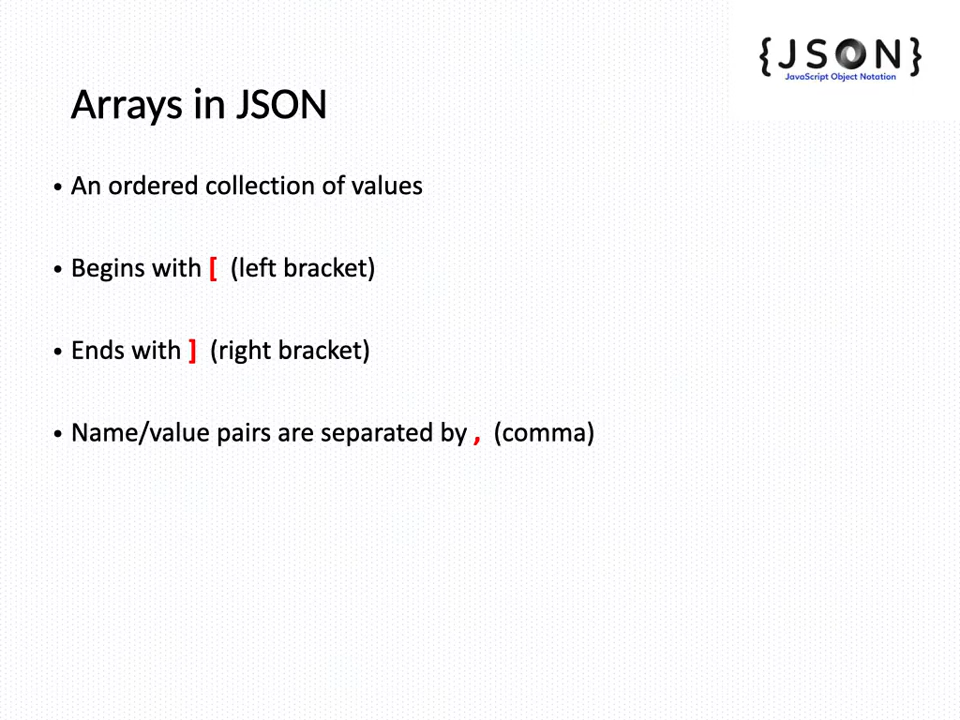 {JSON}
JavaScript Object Notation
Arrays in JSON
• An ordered collection of values
• Begins with [ (left bracket)
• Ends with ] (right bracket)
• Name/value pairs are separated by , (comma)